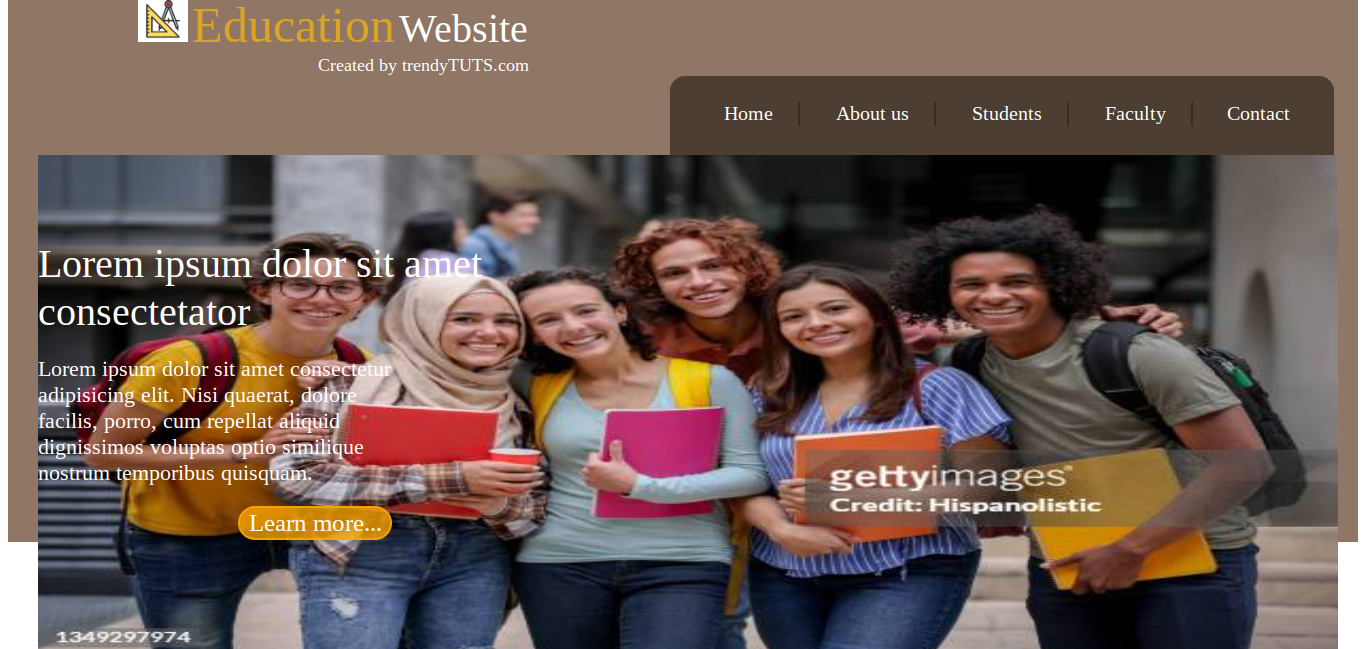 Education Website
Created by trendyTUTS.com
Home
About us
Students
Faculty
Contact
Lorem ipsum dolor sit amet
consectetator
Lorem ipsum dolor sit amet consectetur
adipisicing elit. Nisi quaerat, dolore
facilis, porro, cum repellat aliquid
dignissimos voluptas optio similique
nostrum temporibus quisquam.
gettyimages®
Credit: Hispanolistic
Learn more...
1349297974